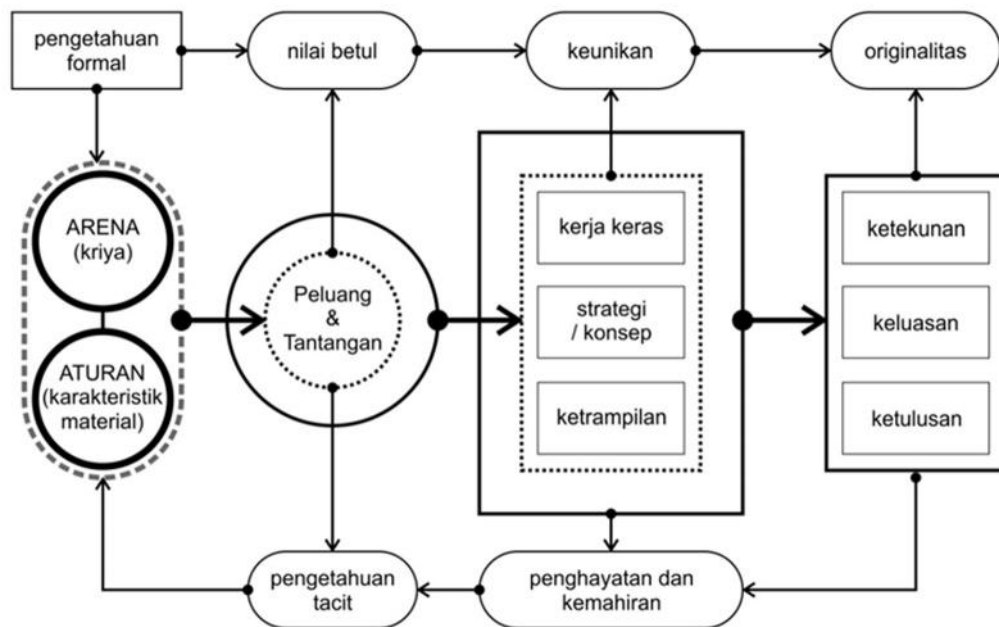 pengetahuan
formal
nilai betul
keunikan
originalitas
ARENA
(kriya)
ATURAN
(karakteristik
material)
Peluang
&
Tantangan
kerja keras
strategi
/ konsep
ketrampilan
ketekunan
keluasan
ketulusan
pengetahuan
tacit
penghayatan dan
kemahiran